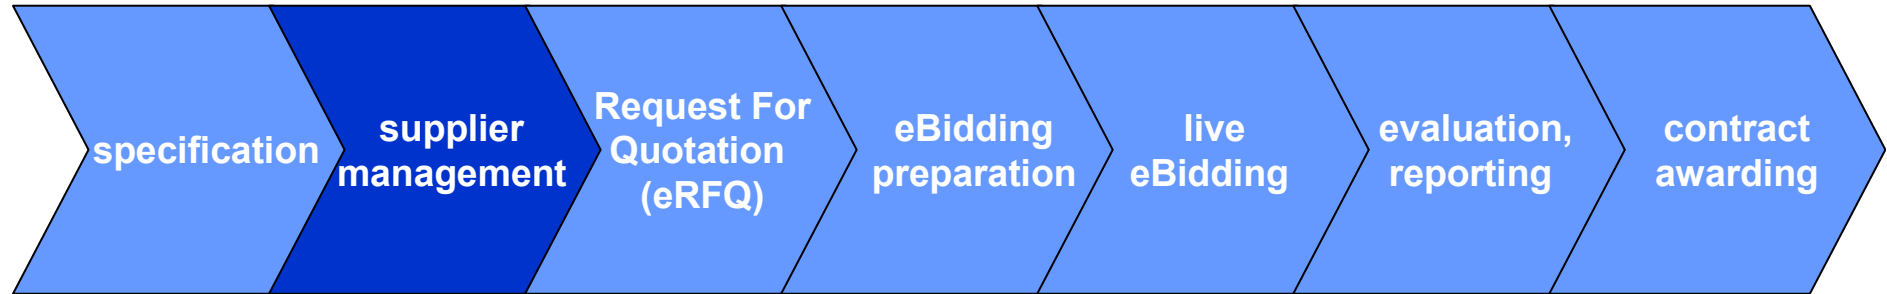 specification
supplier
management
Request For
Quotation
(eRFQ)
eBidding
preparation
live
eBidding
evaluation,
reporting
contract
awarding